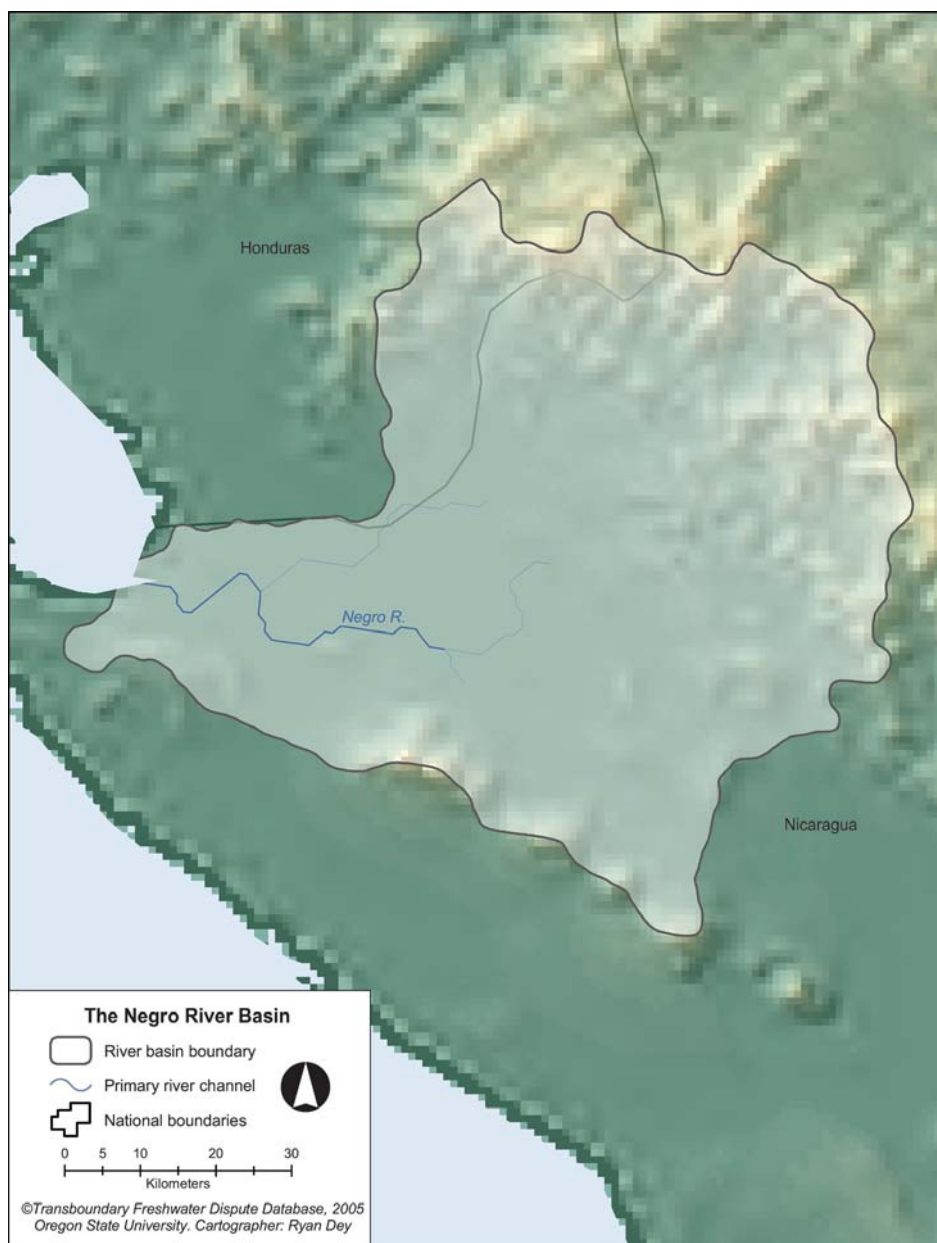 Honduras
Negro R.
Nicaragua
The Negro River Basin
River basin boundary
Primary river channel
National boundaries
0 5 10 20 30
Kilometers
©Transboundary Freshwater Dispute Database, 2005
Oregon State University. Cartographer: Ryan Dey